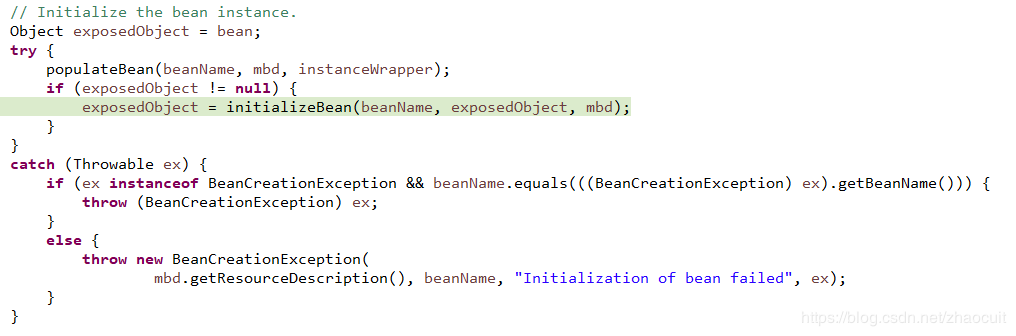 // Initialize the bean instance.
Object exposedObject = bean;
try {
    populateBean(beanName, mbd, instanceWrapper);
    if (exposedObject != null) {
        exposedObject = initializeBean(beanName, exposedObject, mbd);
    }
}
catch (Throwable ex) {
    if (ex instanceof BeanCreationException && beanName.equals(((BeanCreationException) ex).getBeanName())) {
        throw (BeanCreationException) ex;
    }
    else {
        throw new BeanCreationException(
                mbd.getResourceDescription(), beanName, "Initialization of bean failed", ex);
    }
}
https://blog.csdn.net/zhaocuit